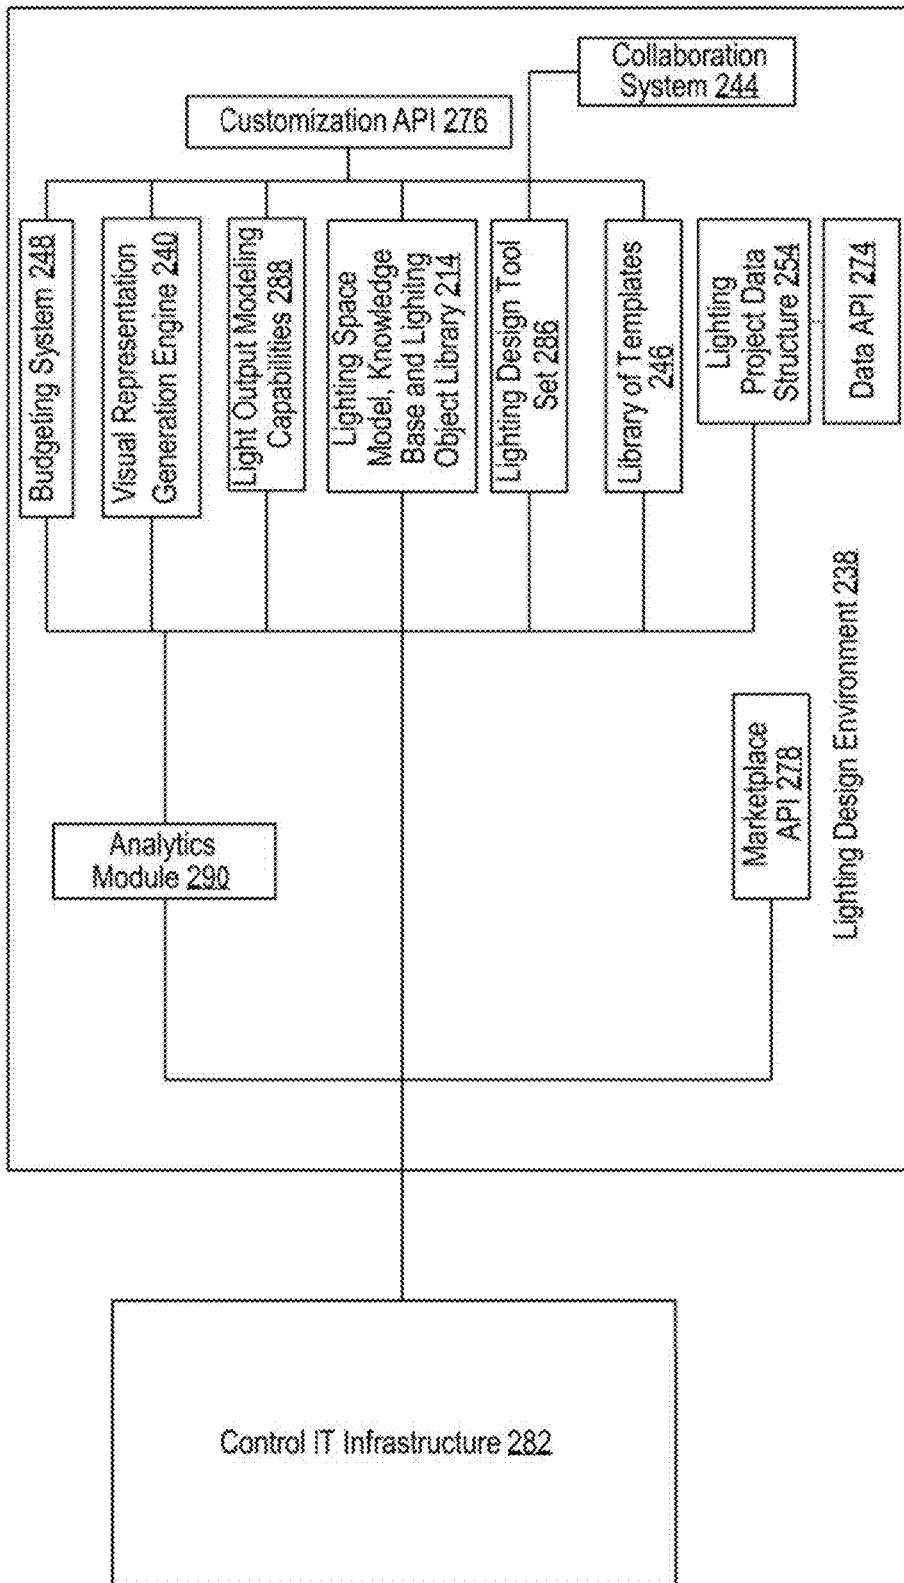 Collaboration
System 244
Customization API 276
Budgeting System 248
Visual Representation
Generation Engine 240
Light Output Modeling
Capabilities 288
Lighting Space
Model, Knowledge
Base and Lighting
Object Library 214
Lighting Design Tool
Set 286
Library of Templates
246
Lighting
Project Data
Structure 254
Data API 274
Analytics
Module 290
Marketplace
API 278
Lighting Design Environment 238
Control IT Infrastructure 282